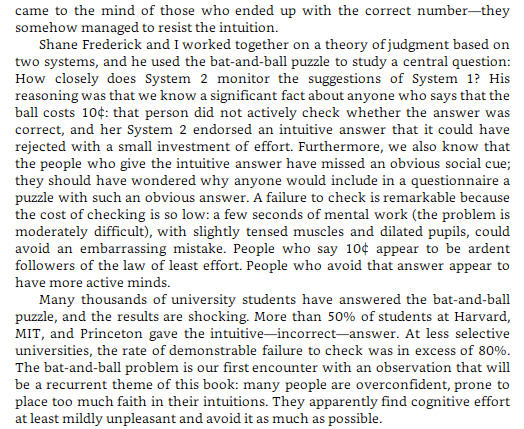 came to the mind of those who ended up with the correct number—they
somehow managed to resist the intuition.
Shane Frederick and I worked together on a theory of judgment based on
two systems, and he used the bat-and-ball puzzle to study a central question:
How closely does System 2 monitor the suggestions of System 1? His
reasoning was that we know a significant fact about anyone who says that the
ball costs 10¢: that person did not actively check whether the answer was
correct, and her System 2 endorsed an intuitive answer that it could have
rejected with a small investment of effort. Furthermore, we also know that
the people who give the intuitive answer have missed an obvious social cue;
they should have wondered why anyone would include in a questionnaire a
puzzle with such an obvious answer. A failure to check is remarkable because
the cost of checking is so low: a few seconds of mental work (the problem is
moderately difficult), with slightly tensed muscles and dilated pupils, could
avoid an embarrassing mistake. People who say 10¢ appear to be ardent
followers of the law of least effort. People who avoid that answer appear to
have more active minds.
Many thousands of university students have answered the bat-and-ball
puzzle, and the results are shocking. More than 50% of students at Harvard,
MIT, and Princeton gave the intuitive—incorrect—answer. At less selective
universities, the rate of demonstrable failure to check was in excess of 80%.
The bat-and-ball problem is our first encounter with an observation that will
be a recurrent theme of this book: many people are overconfident, prone to
place too much faith in their intuitions. They apparently find cognitive effort
at least mildly unpleasant and avoid it as much as possible.